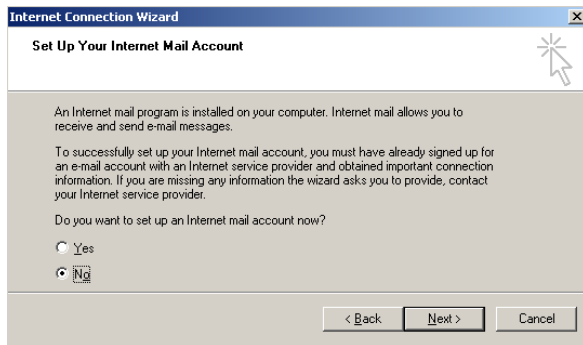 Internet Connection Wizard
Set Up Your Internet Mail Account
An Internet mail program is installed on your computer. Internet mail allows you to
receive and send e-mail messages.
To successfully set up your Internet mail account, you must have already signed up for
an e-mail account with an Internet service provider and obtained important connection
information. If you are missing any information the wizard asks you to provide, contact
your Internet service provider.
Do you want to set up an Internet mail account now?
Yes
No
< Back Next > Cancel